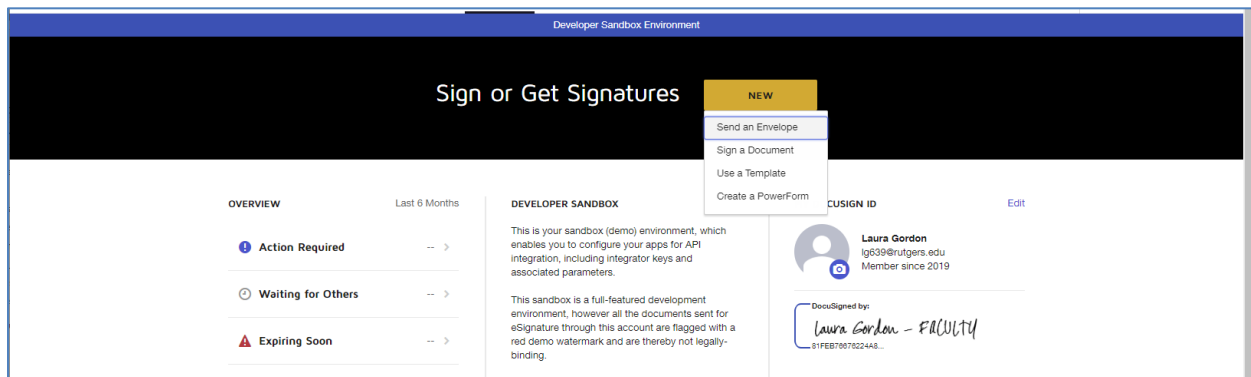 Developer Sandbox Environment
Sign or Get Signatures
NEW
Send an Envelope
Sign a Document
Use a Template
Create a PowerForm
OVERVIEW
Last 6 Months
Action Required
-- >
Waiting for Others
-- >
Expiring Soon
-- >
DEVELOPER SANDBOX
This is your sandbox (demo) environment, which
enables you to configure your apps for API
integration, including integrator keys and
associated parameters.
This sandbox is a full-featured development
environment, however all the documents sent for
eSignature through this account are flagged with a
red demo watermark and are thereby not legally-
binding.
CUSIGN ID
Edit
Laura Gordon
lg639@rutgers.edu
Member since 2019
DocuSigned by:
Laura Gordon - FACULTY
81FEB76676224A8...